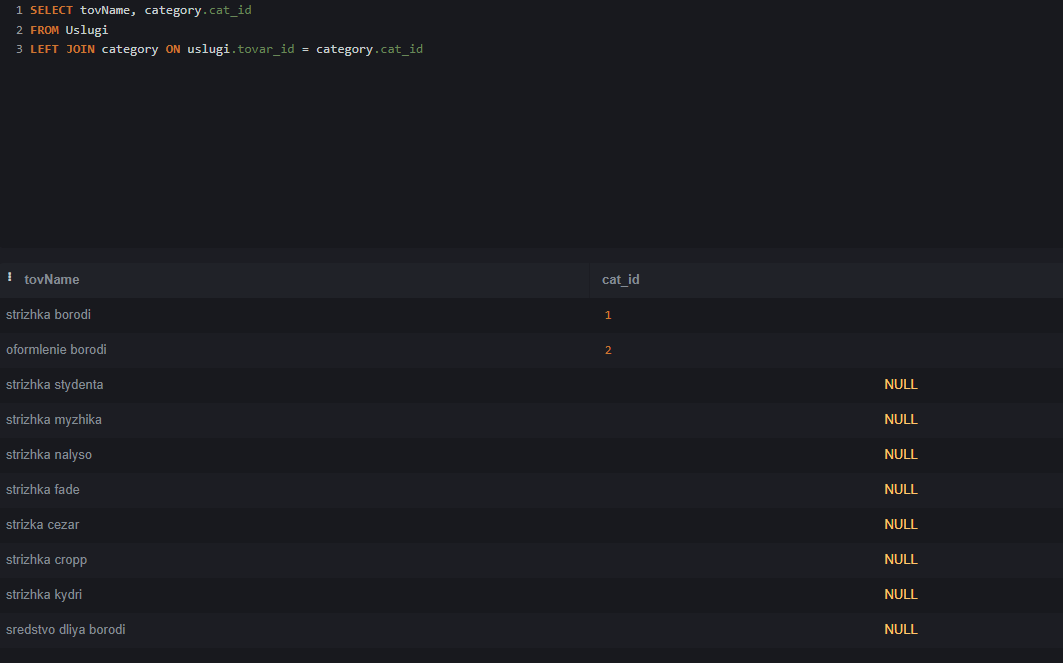 1 SELECT tovName, category.cat_id
2 FROM Uslugi
3 LEFT JOIN category ON uslugi.tovar_id = category.cat_id
tovName cat_id
strizhka borodi 1
oformlenie borodi 2
strizhka stydenta NULL
strizhka myzhika NULL
strizhka nalyso NULL
strizhka fade NULL
strizka cezar NULL
strizhka cropp NULL
strizhka kydri NULL
sredstvo dliya borodi NULL